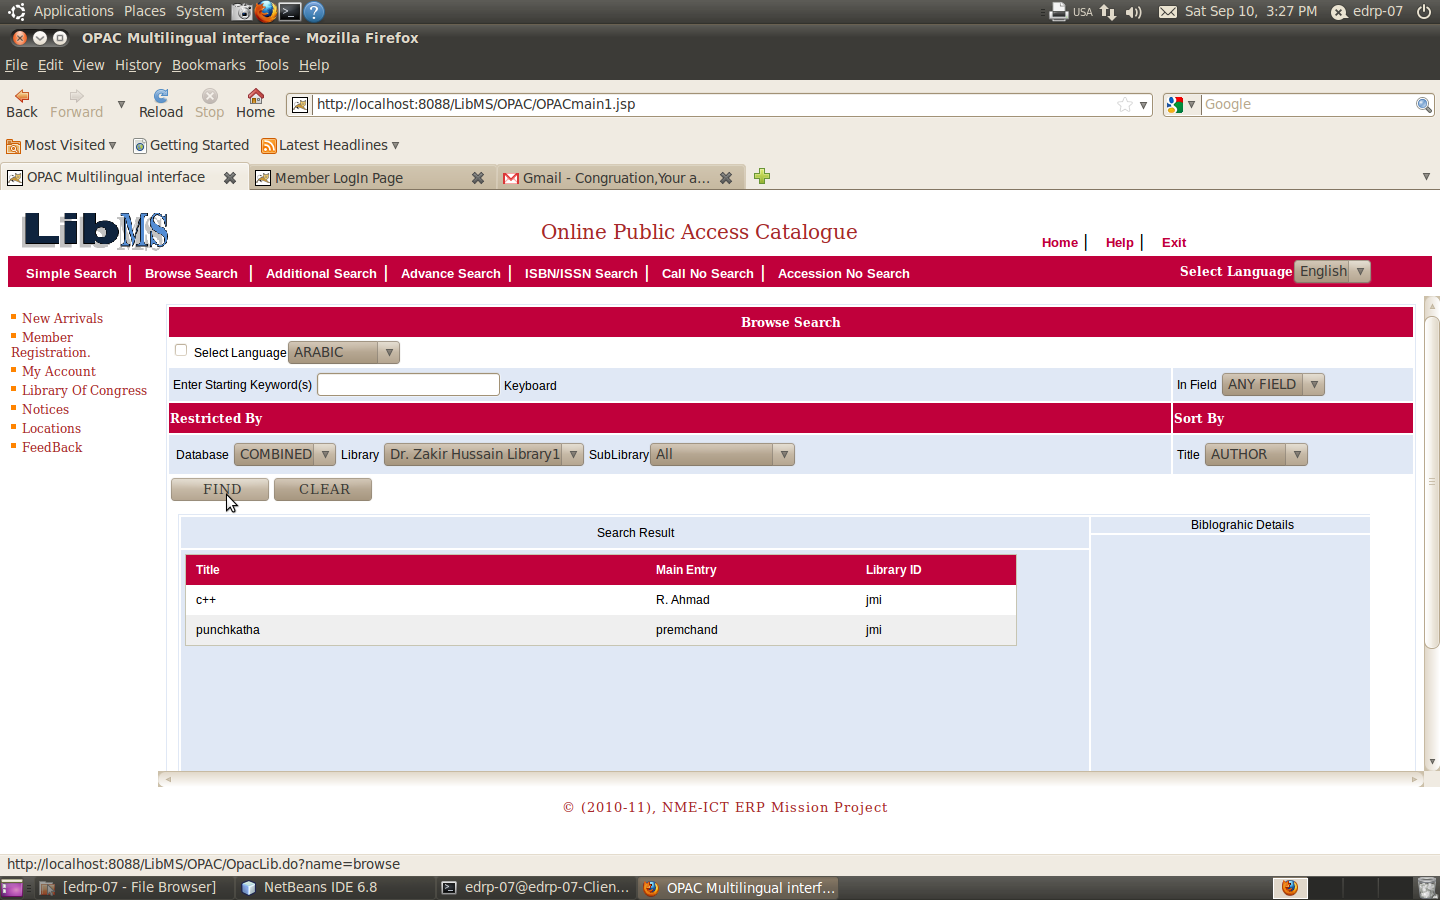 Applications Places System USA Sat Sep 10, 3:27 PM edrp-07
OPAC Multilingual interface - Mozilla Firefox
File Edit View History Bookmarks Tools Help
Back Forward Reload Stop Home http://localhost:8088/LibMS/OPAC/OPACmain1.jsp Google
Most Visited Getting Started Latest Headlines
OPAC Multilingual interface Member LogIn Page Gmail - Congruation,Your a...
LibMS
Online Public Access Catalogue
Home Help Exit
Simple Search Browse Search Additional Search Advance Search ISBN/ISSN Search Call No Search Accession No Search Select Language English
New Arrivals
Member
Registration.
My Account
Library Of Congress
Notices
Locations
FeedBack
Browse Search
Select Language ARABIC
Enter Starting Keyword(s) Keyboard In Field ANY FIELD
Restricted By Sort By
Database COMBINED Library Dr. Zakir Hussain Library1 SubLibrary All Title AUTHOR
FIND CLEAR
Search Result Biblograhic Details
Title Main Entry Library ID
c++ R. Ahmad jmi
punchkatha premchand jmi
© (2010-11), NME-ICT ERP Mission Project
http://localhost:8088/LibMS/OPAC/OpacLib.do?name=browse
[edrp-07 - File Browser] NetBeans IDE 6.8 edrp-07@edrp-07-Clien... OPAC Multilingual interf...